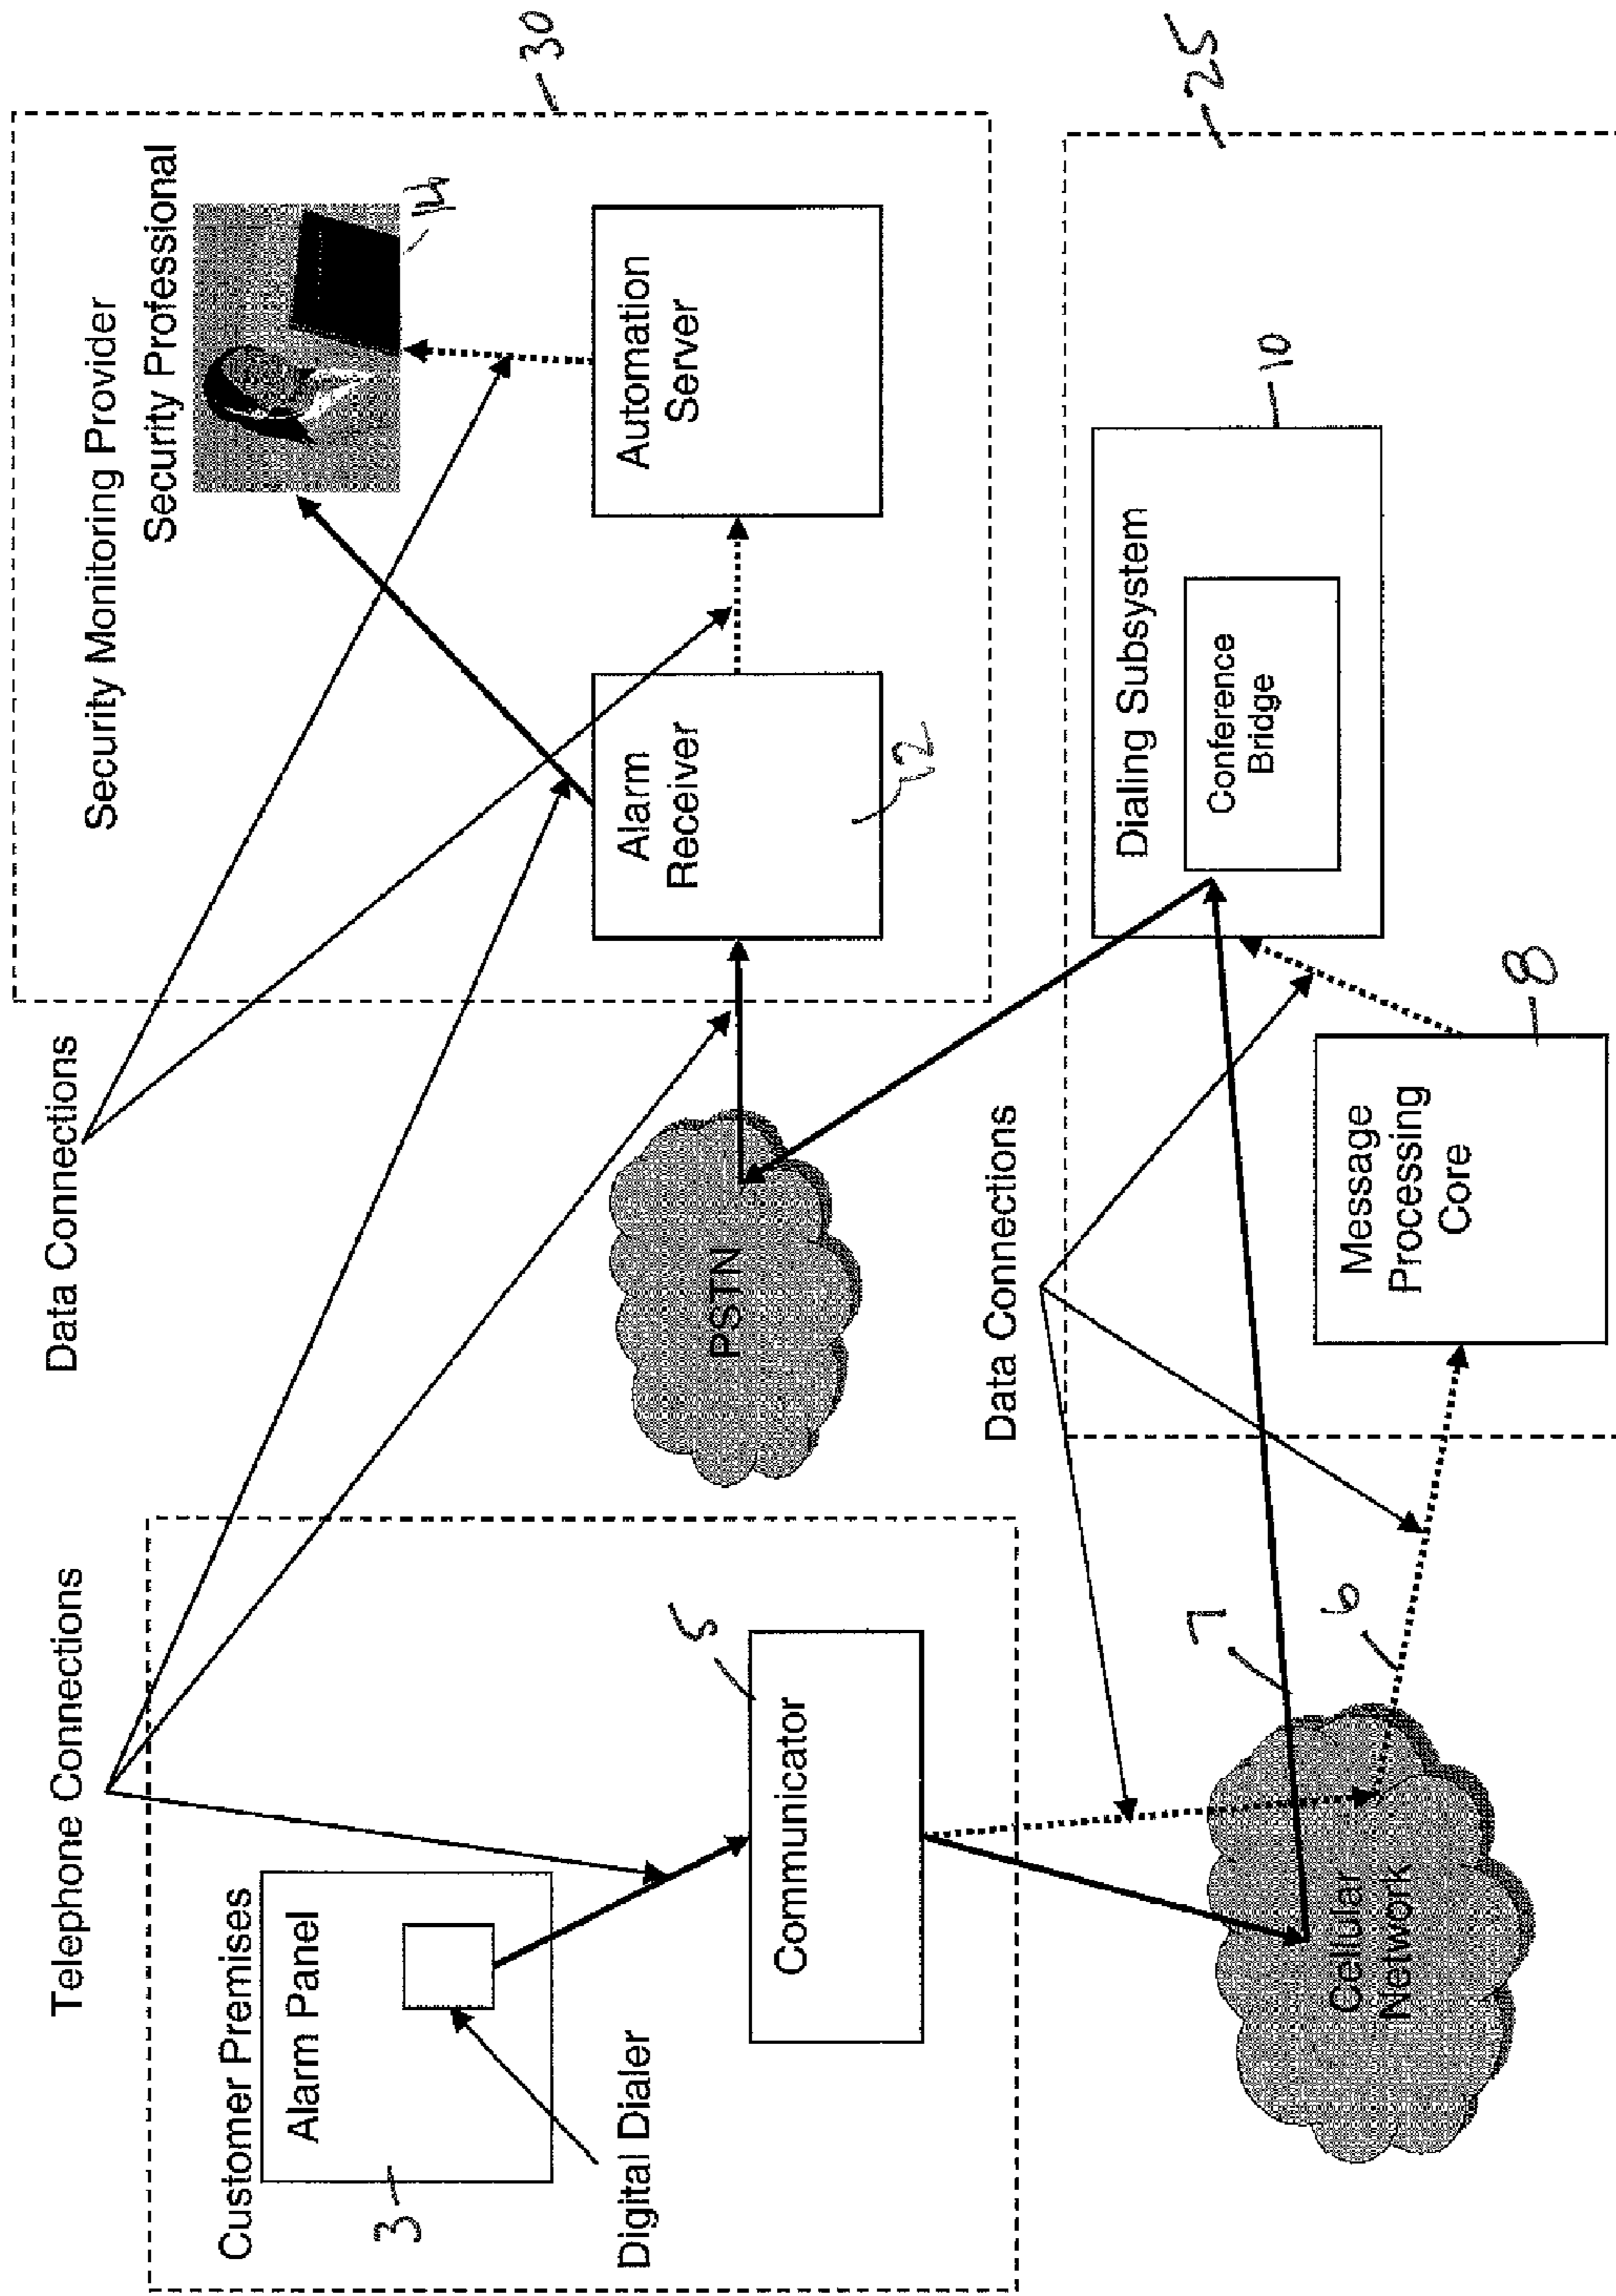 Telephone Connections
Data Connections
Customer Premises
Alarm Panel
3
Digital Dialer
Communicator
5
Security Monitoring Provider
Security Professional
14
30
Alarm
Receiver
12
Automation
Server
PSTN
Data Connections
Cellular
Network
7
6
Message
Processing
Core
8
Dialing Subsystem
Conference
Bridge
10
25